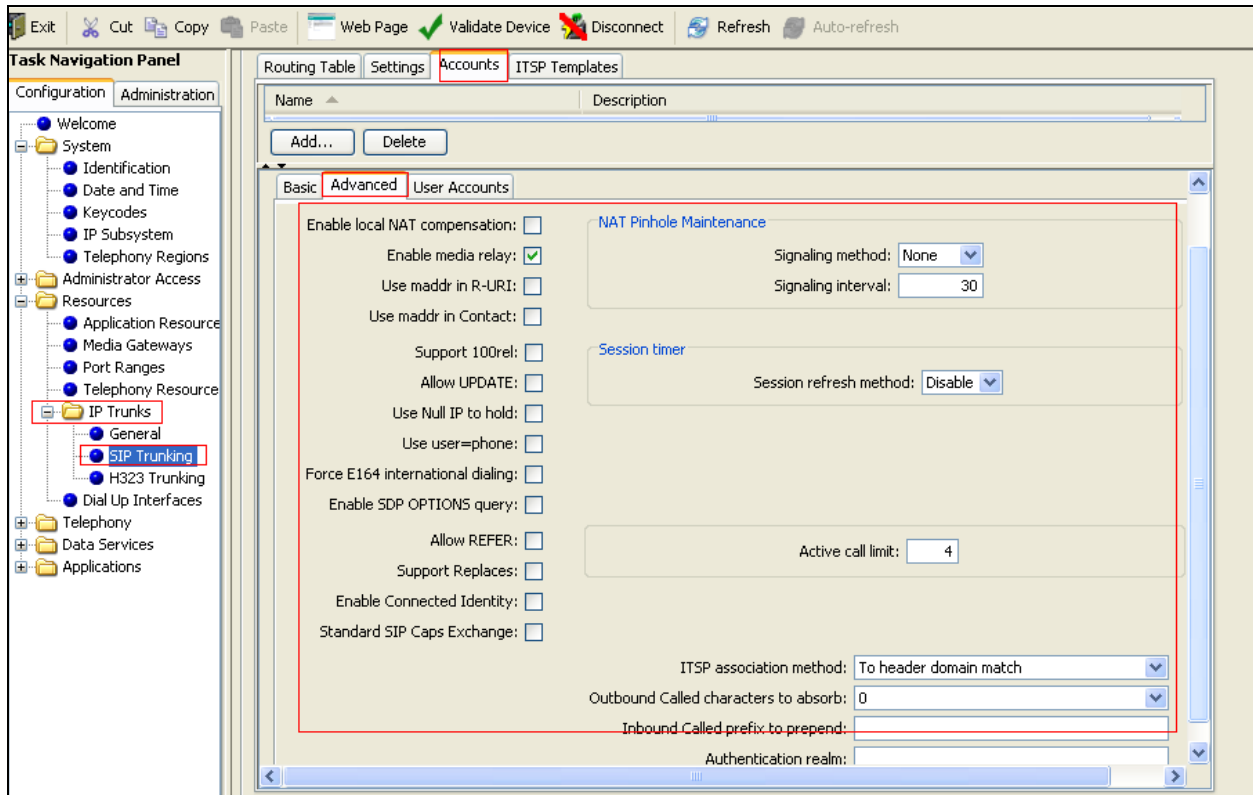 Exit Cut Copy Paste Web Page Validate Device Disconnect Refresh Auto-refresh
Task Navigation Panel
Configuration Administration
Welcome
System
Identification
Date and Time
Keycodes
IP Subsystem
Telephony Regions
Administrator Access
Resources
Application Resource
Media Gateways
Port Ranges
Telephony Resource
IP Trunks
General
SIP Trunking
H323 Trunking
Dial Up Interfaces
Telephony
Data Services
Applications
Routing Table Settings Accounts ITSP Templates
Name Description
Add... Delete
Basic Advanced User Accounts
Enable local NAT compensation:
Enable media relay:
Use maddr in R-URI:
Use maddr in Contact:
Support 100rel:
Allow UPDATE:
Use Null IP to hold:
Use user=phone:
Force E164 international dialing:
Enable SDP OPTIONS query:
Allow REFER:
Support Replaces:
Enable Connected Identity:
Standard SIP Caps Exchange:
NAT Pinhole Maintenance
Signaling method: None
Signaling interval: 30
Session timer
Session refresh method: Disable
Active call limit: 4
ITSP association method: To header domain match
Outbound Called characters to absorb: 0
Inbound Called prefix to prepend:
Authentication realm: